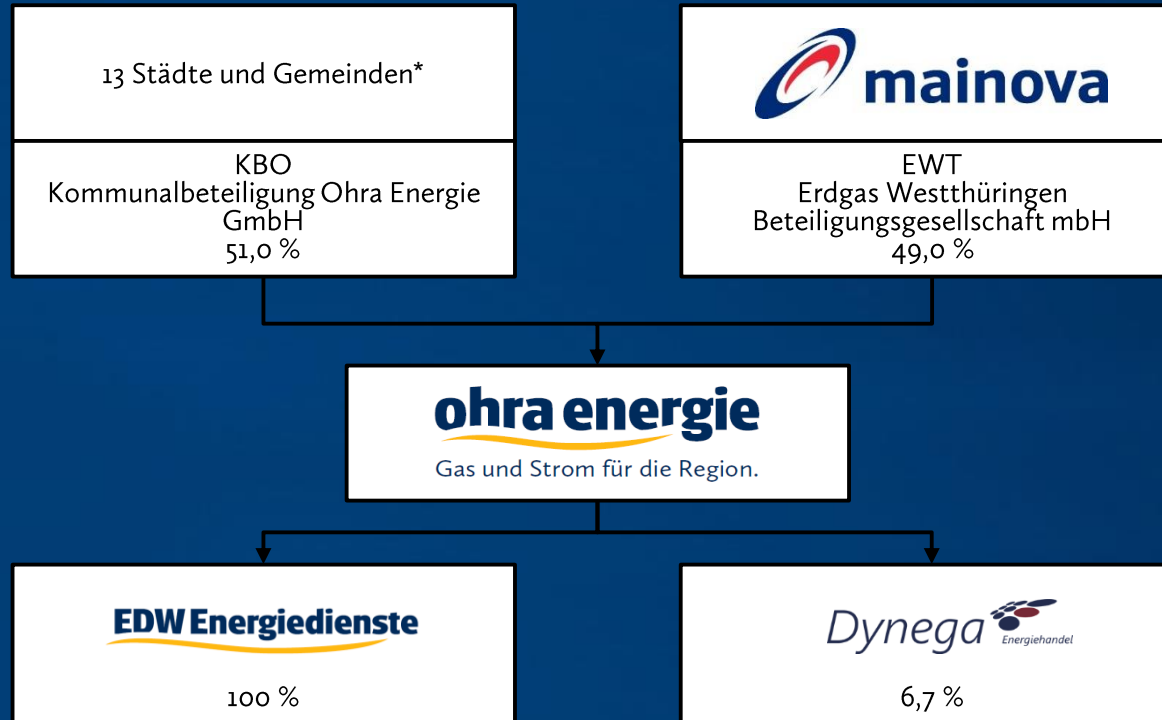 13 Städte und Gemeinden*
mainova
KBO
Kommunalbeteiligung Ohra Energie
GmbH
51,0 %
EWT
Erdgas Westthüringen
Beteiligungsgesellschaft mbH
49,0 %
ohra energie
Gas und Strom für die Region.
EDW Energiedienste
100 %
Dynega
Energiehandel
6,7 %